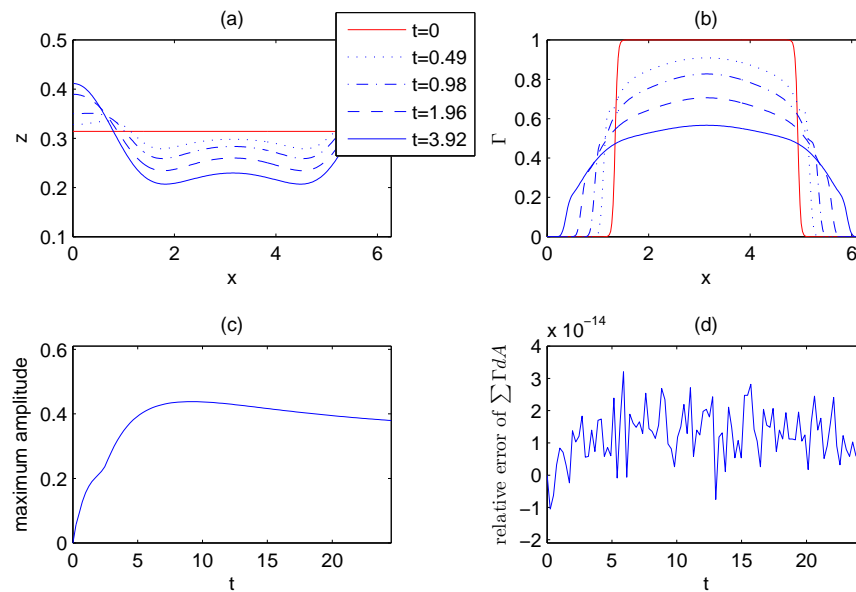 (a)
z
0.5
0.4
0.3
0.2
0.1
0
2
4
6
x
t=0
t=0.49
t=0.98
t=1.96
t=3.92
(b)
Γ
1
0.8
0.6
0.4
0.2
0
0
2
4
6
x
(c)
maximum amplitude
0.6
0.4
0.2
0
0
5
10
15
20
t
(d)
x 10^{-14}
relative error of ∑ΓdA
4
3
2
1
0
−1
−2
0
5
10
15
20
t